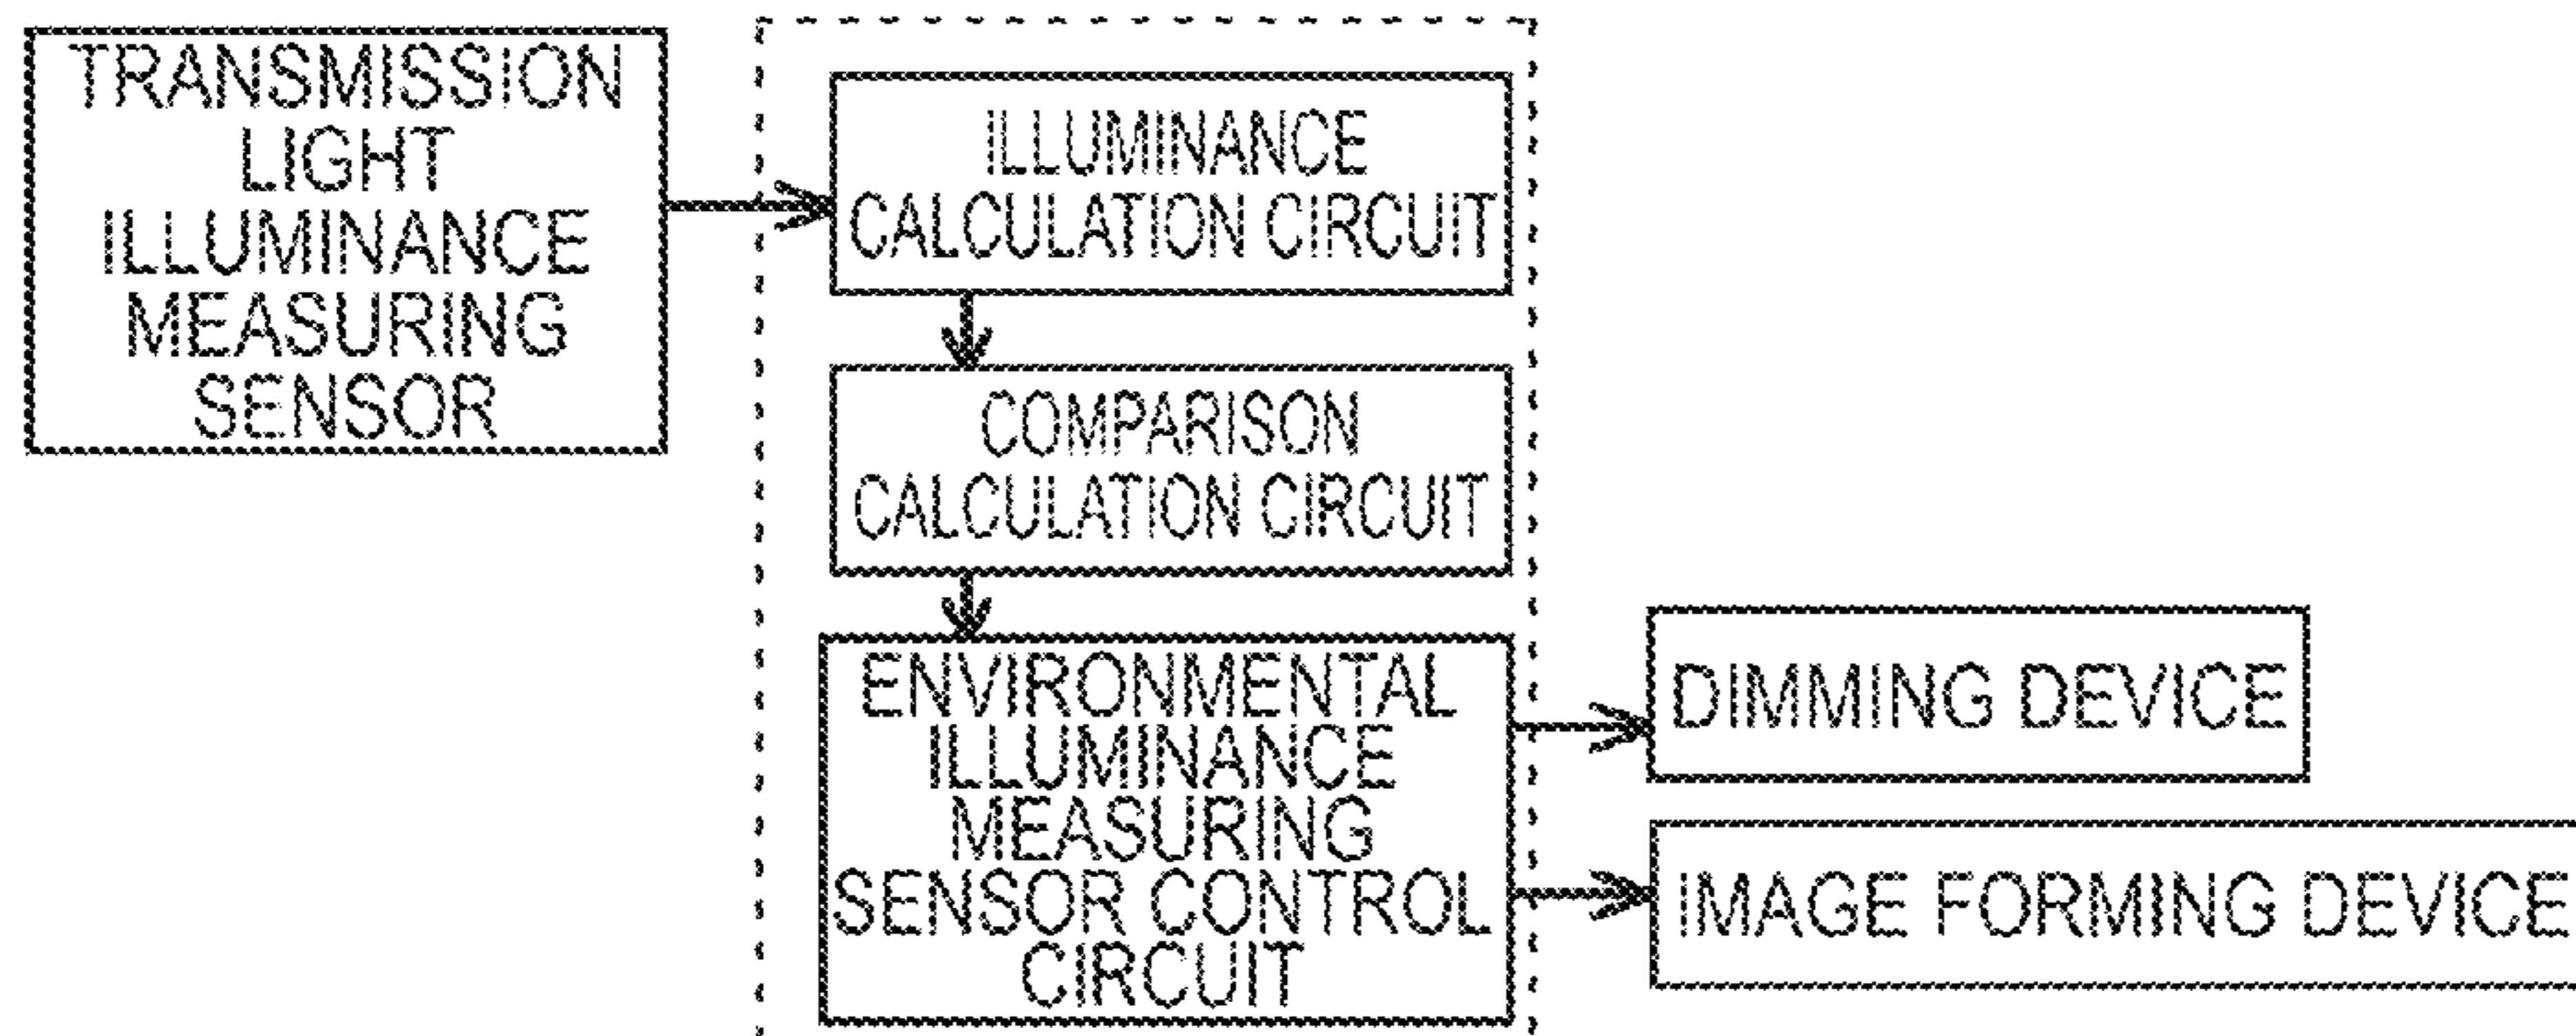 TRANSMISSION
LIGHT
ILLUMINANCE
MEASURING
SENSOR
ILLUMINANCE
CALCULATION CIRCUIT
COMPARISON
CALCULATION CIRCUIT
ENVIRONMENTAL
ILLUMINANCE
MEASURING
SENSOR CONTROL
CIRCUIT
DIMMING DEVICE
IMAGE FORMING DEVICE